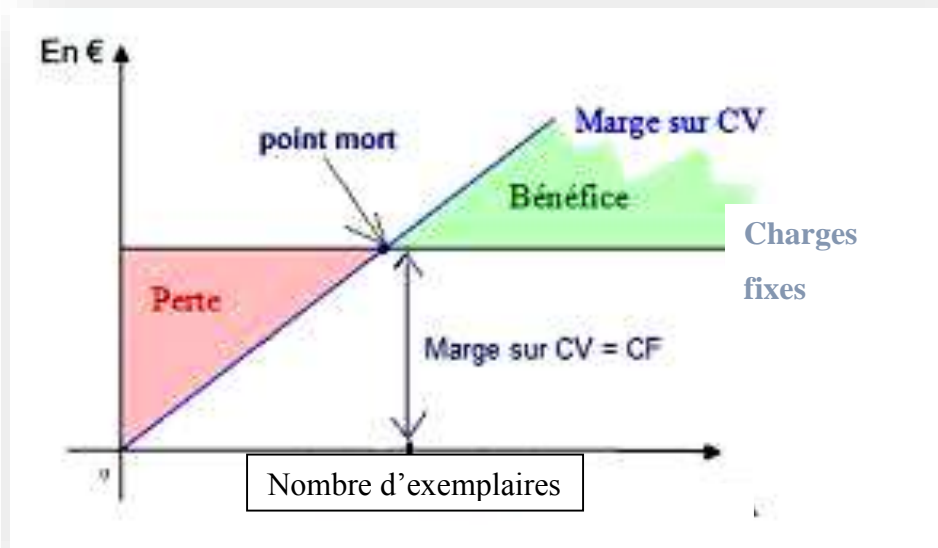 En €
point mort
Marge sur CV
Bénéfice
Charges
fixes
Perte
Marge sur CV = CF
0
Nombre d’exemplaires